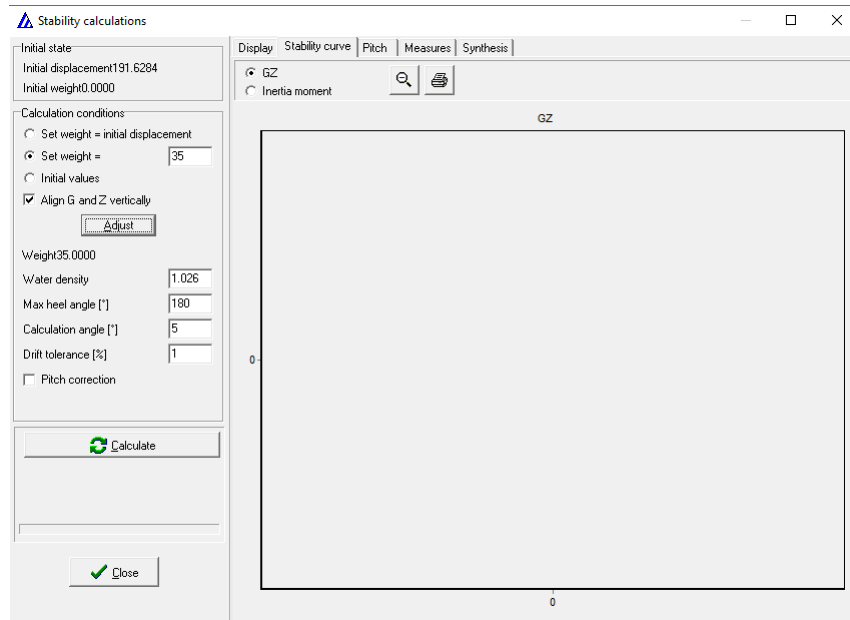 Stability calculations
Initial state
Initial displacement191.6284
Initial weight0.0000
Calculation conditions
Set weight = initial displacement
Set weight = 35
Initial values
Align G and Z vertically
Adjust
Weight35.0000
Water density 1.026
Max heel angle [°] 180
Calculation angle [°] 5
Drift tolerance [%] 1
Pitch correction
Calculate
Close
Display Stability curve Pitch Measures Synthesis
GZ
Inertia moment
GZ
0
0